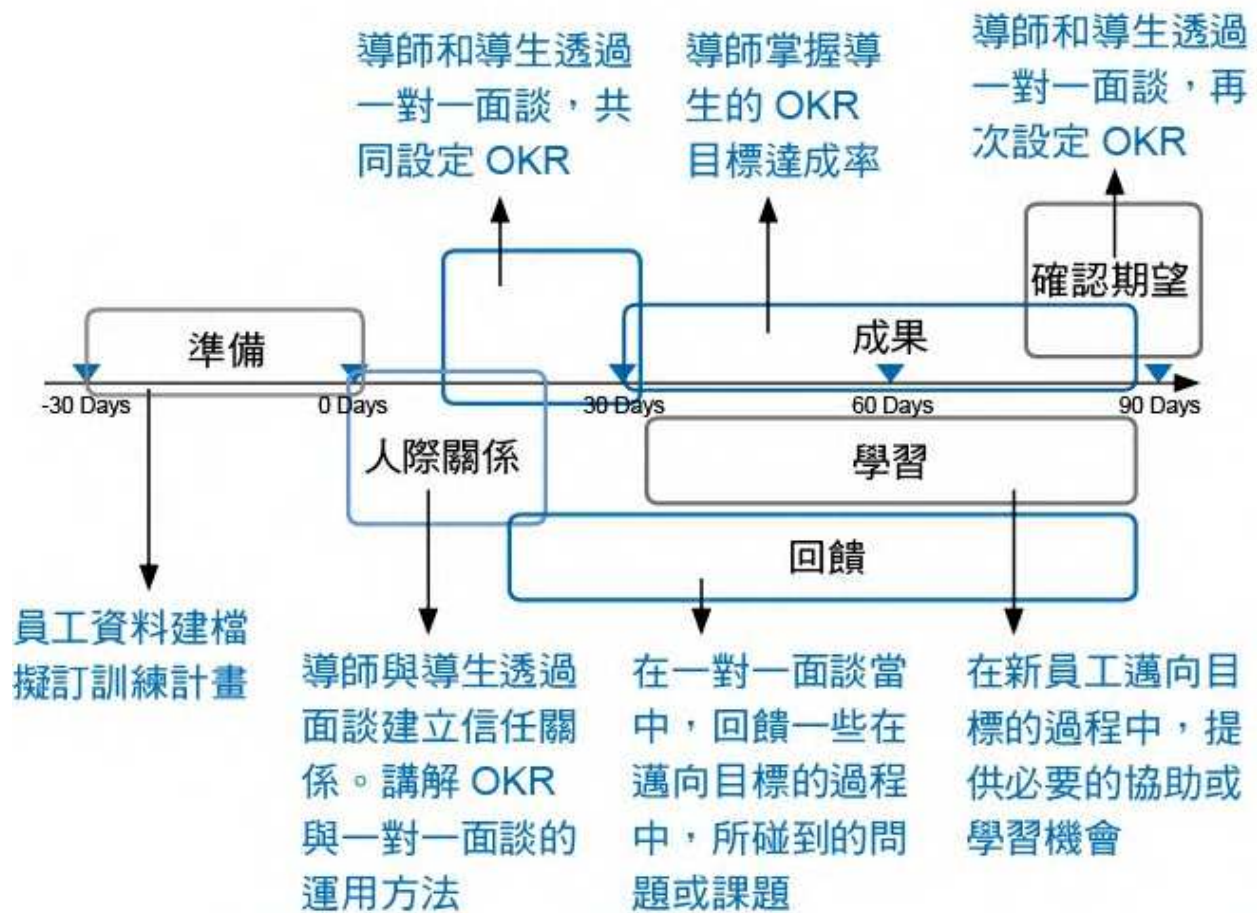 導師和導生透過
一對一面談，共
同設定 OKR
導師掌握導
生的 OKR
目標達成率
導師和導生透過
一對一面談，再
次設定 OKR
確認期望
準備
成果
-30 Days
0 Days
30 Days
60 Days
90 Days
人際關係
學習
回饋
員工資料建檔
擬訂訓練計畫
導師與導生透過
面談建立信任關
係。講解 OKR
與一對一面談的
運用方法
在一對一面談當
中，回饋一些在
邁向目標的過程
中，所碰到的問
題或課題
在新員工邁向目
標的過程中，提
供必要的協助或
學習機會